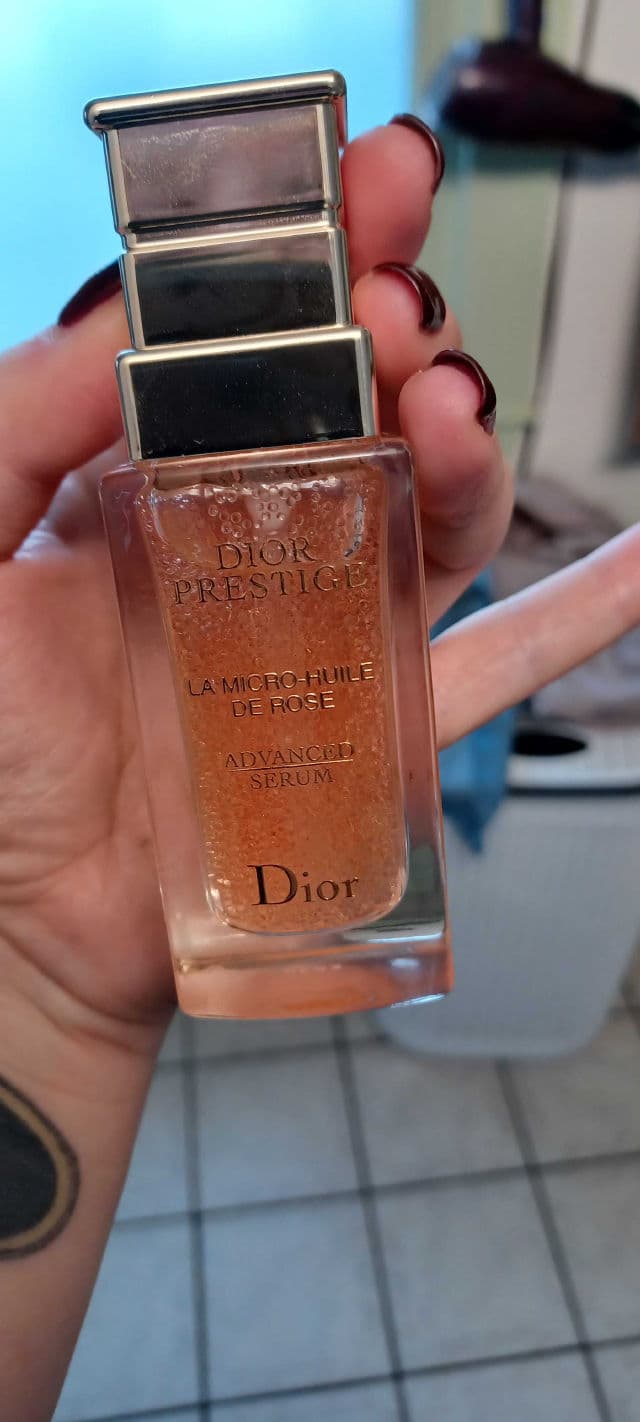 DIOR
PRESTIGE
LA MICRO-HUILE
DE ROSE
ADVANCED
SERUM
Dior